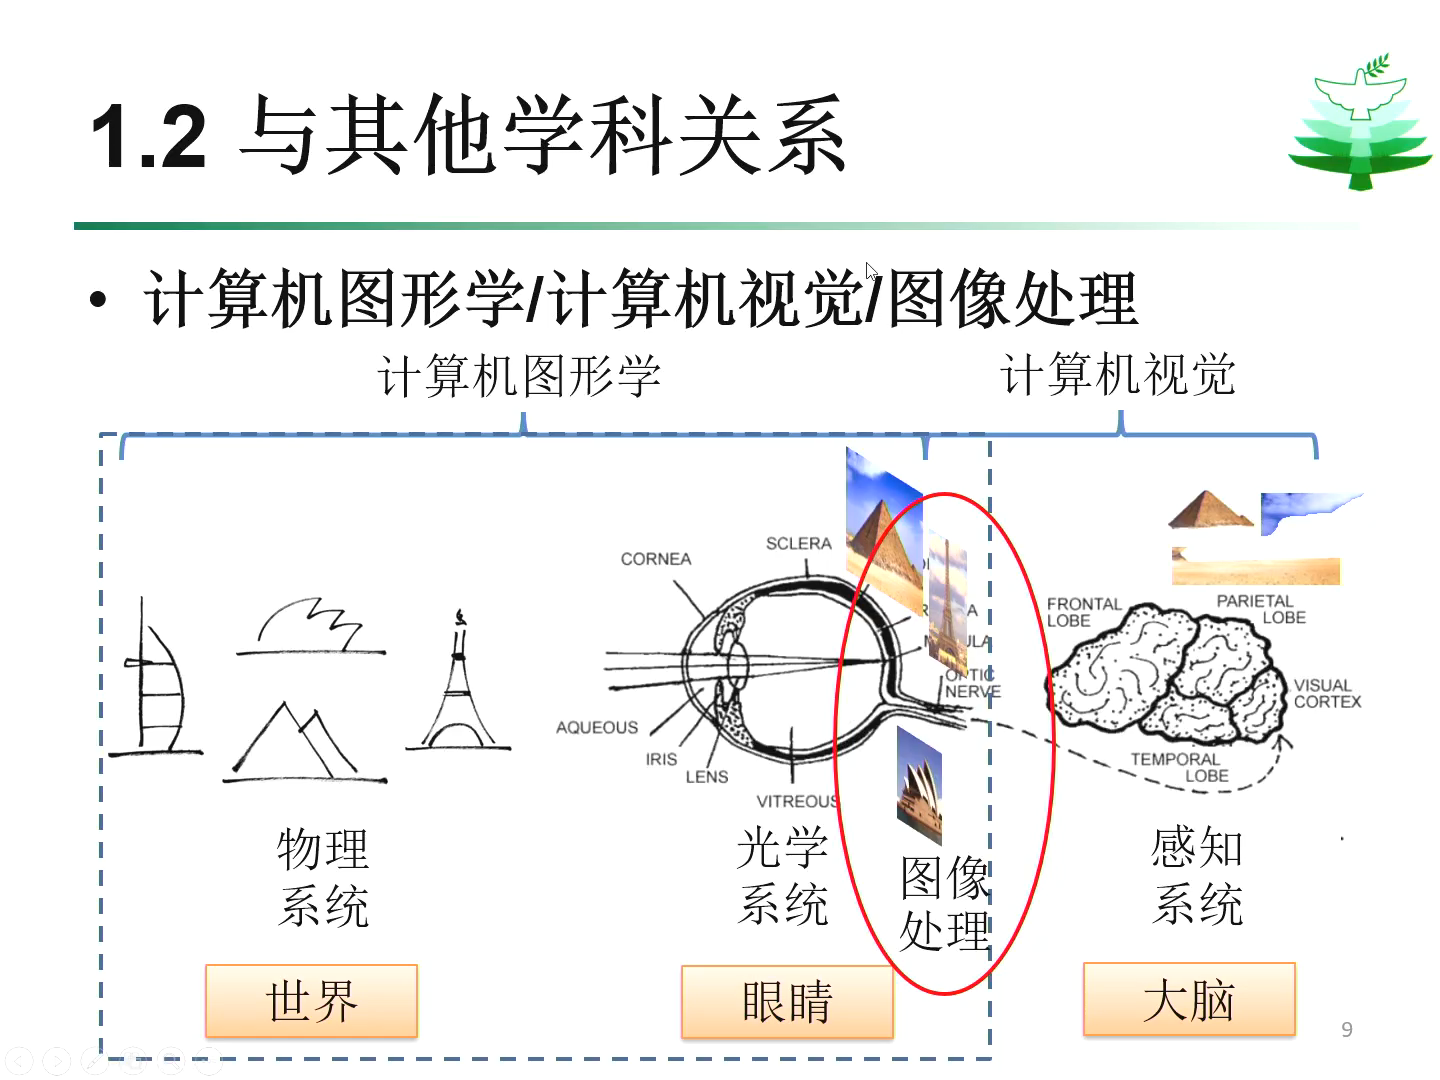 1.2 与其他学科关系
• 计算机图形学/计算机视觉/图像处理
计算机图形学
计算机视觉
CORNEA
SCLERA
AQUEOUS
IRIS
LENS
VITREOUS
OPTIC
NERVE
FRONTAL
LOBE
PARIETAL
LOBE
VISUAL
CORTEX
TEMPORAL
LOBE
物理
系统
光学
系统
图像
处理
感知
系统
世界
眼睛
大脑
9